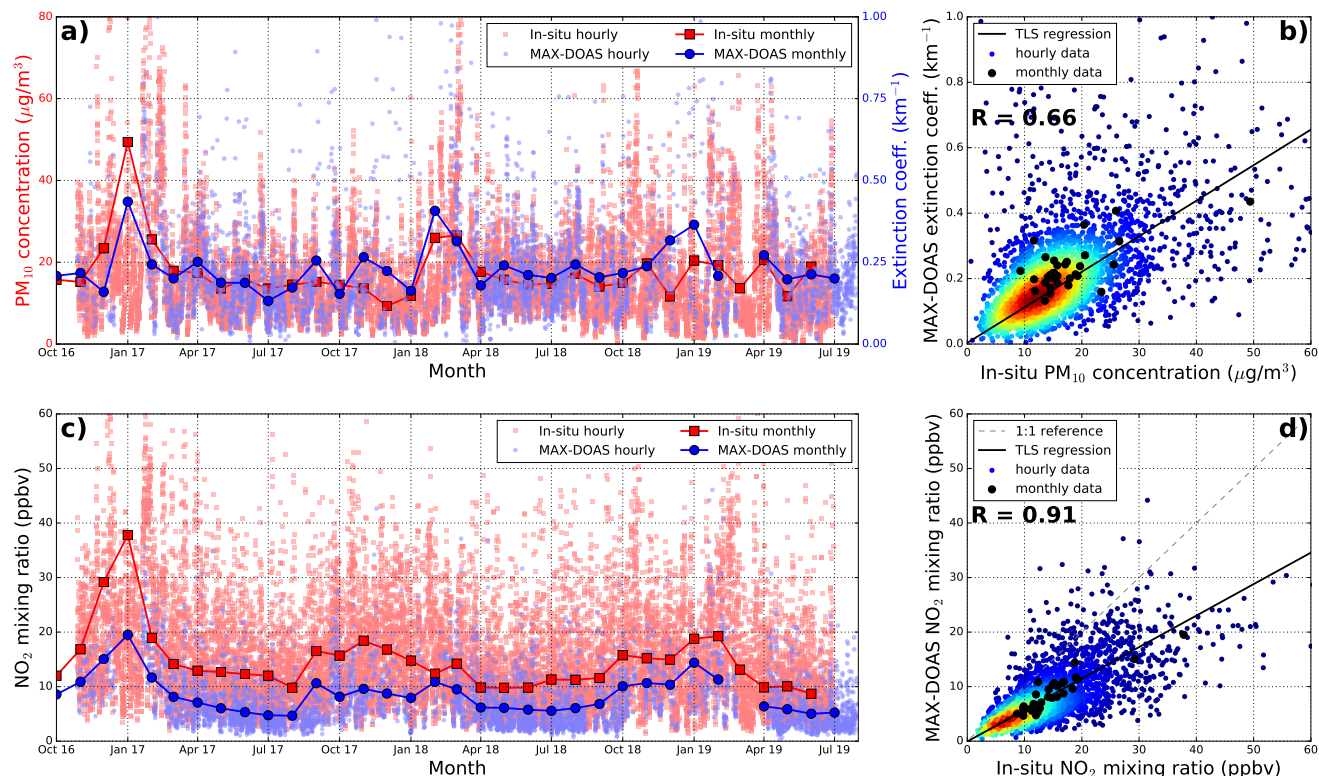 a)
In-situ hourly
MAX-DOAS hourly
In-situ monthly
MAX-DOAS monthly
PM10 concentration (μg/m³)
80
60
40
20
0
1.00
0.75
0.50
0.25
0.00
Extinction coeff. (km⁻¹)
Oct 16 Jan 17 Apr 17 Jul 17 Oct 17 Jan 18 Apr 18 Jul 18 Oct 18 Jan 19 Apr 19 Jul 19
Month
b)
TLS regression
hourly data
monthly data
R = 0.66
MAX-DOAS extinction coeff. (km⁻¹)
1.0
0.8
0.6
0.4
0.2
0.0
0 10 20 30 40 50 60
In-situ PM₁₀ concentration (μg/m³)
c)
In-situ hourly
MAX-DOAS hourly
In-situ monthly
MAX-DOAS monthly
NO₂ mixing ratio (ppbv)
60
50
40
30
20
10
0
Oct 16 Jan 17 Apr 17 Jul 17 Oct 17 Jan 18 Apr 18 Jul 18 Oct 18 Jan 19 Apr 19 Jul 19
Month
d)
1:1 reference
TLS regression
hourly data
monthly data
R = 0.91
MAX-DOAS NO₂ mixing ratio (ppbv)
60
50
40
30
20
10
0
0 10 20 30 40 50 60
In-situ NO₂ mixing ratio (ppbv)